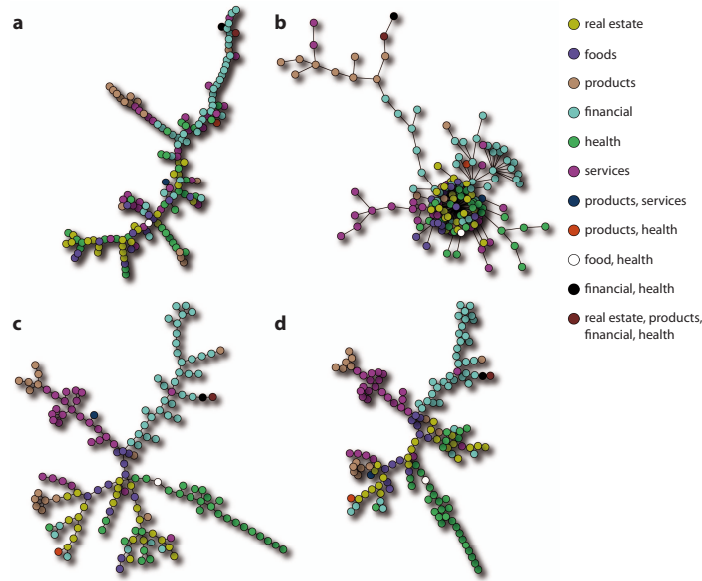 a
b
real estate
foods
products
financial
health
services
products, services
products, health
food, health
financial, health
real estate, products,
financial, health
c
d